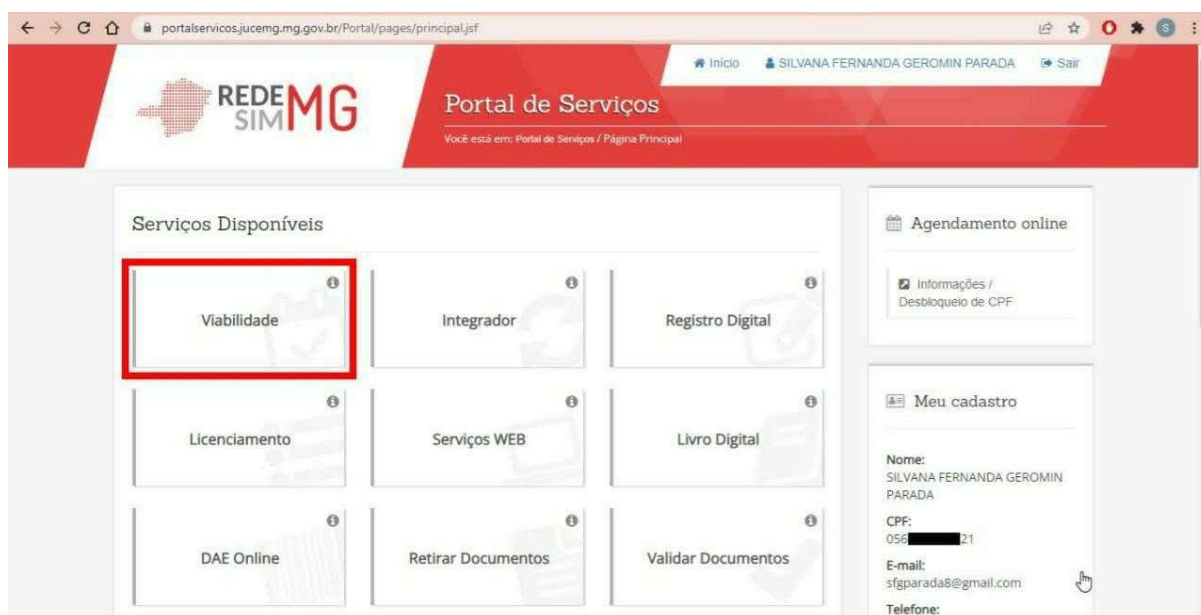 portalservicos.jucemg.mg.gov.br/Portal/pages/principal.jsf
S
Início SILVANA FERNANDA GEROMIN PARADA Sair
REDE
SIM
MG
Portal de Serviços
Você está em: Portal de Serviços / Página Principal
Serviços Disponíveis
Viabilidade
Integrador
Registro Digital
Licenciamento
Serviços WEB
Livro Digital
DAE Online
Retirar Documentos
Validar Documentos
Agendamento online
Informações /
Desbloqueio de CPF
Meu cadastro
Nome:
SILVANA FERNANDA GEROMIN
PARADA
CPF:
056 21
E-mail:
sfgparada8@gmail.com
Telefone: